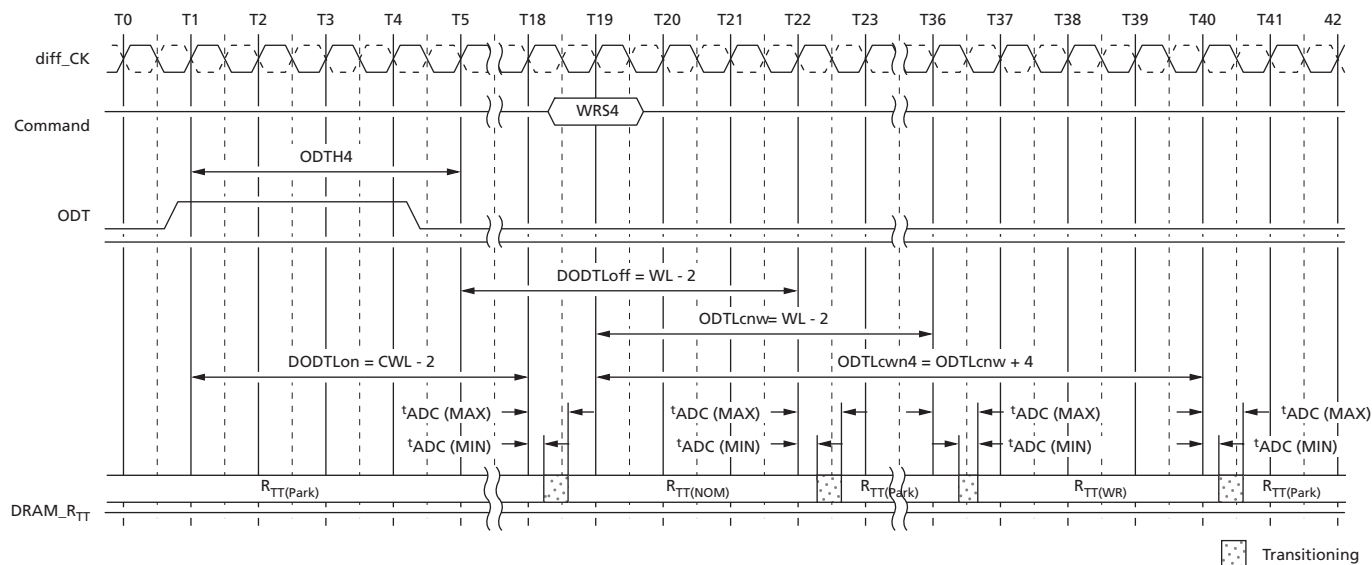 T0 T1 T2 T3 T4 T5 T18 T19 T20 T21 T22 T23 T36 T37 T38 T39 T40 T41 42
diff_CK
WRS4
Command
ODTH4
ODT
DODTLoff = WL - 2
ODTLcnw= WL - 2
DODTLon = CWL - 2
ODTLcwn4 = ODTLcnw + 4
tADC (MAX) tADC (MAX) tADC (MAX) tADC (MAX)
tADC (MIN) tADC (MIN) tADC (MIN) tADC (MIN)
RTT(Park) RTT(NOM) RTT(Park) RTT(WR) RTT(Park)
DRAM_RTT
Transitioning